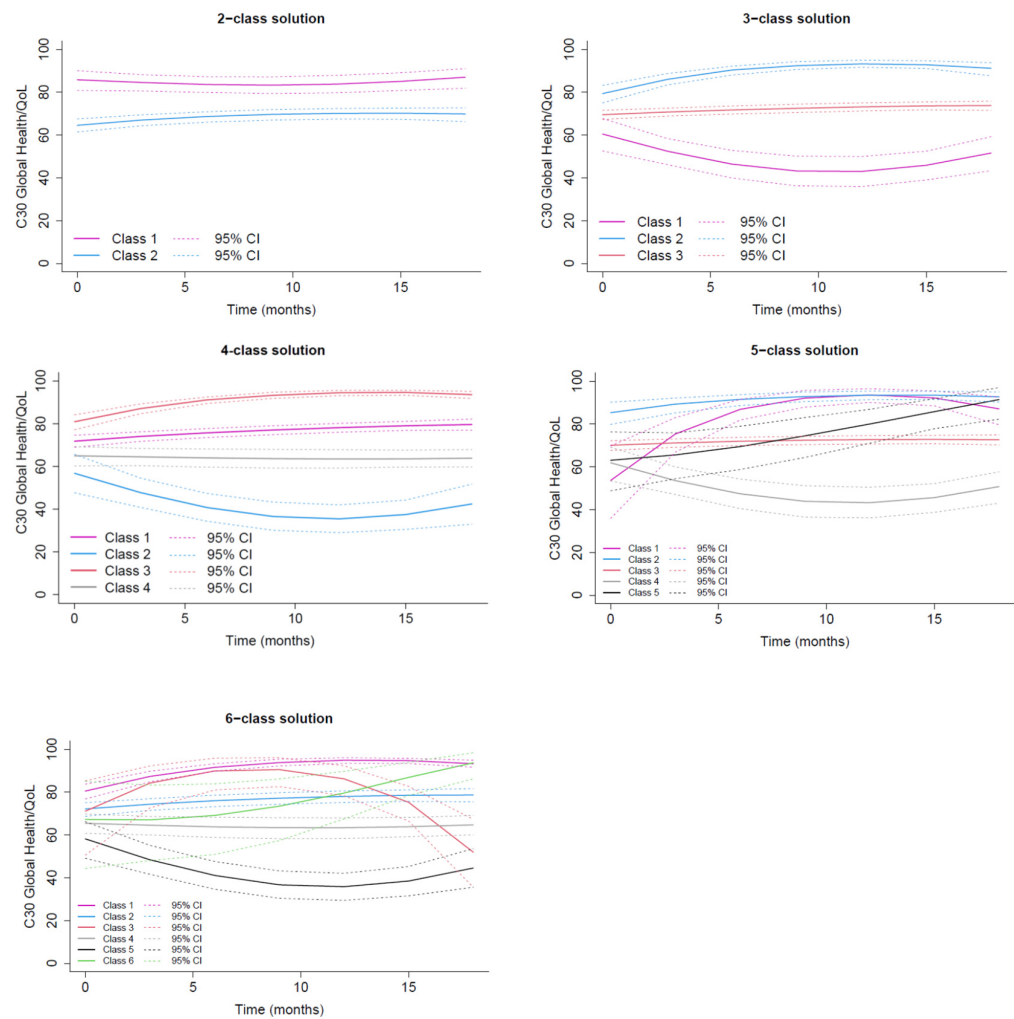 2−class solution
C30 Global Health/QoL
100
80
60
40
20
0
Class 1 95% CI
Class 2 95% CI
0 5 10 15
Time (months)
3−class solution
C30 Global Health/QoL
100
80
60
40
20
0
Class 1 95% CI
Class 2 95% CI
Class 3 95% CI
0 5 10 15
Time (months)
4-class solution
C30 Global Health/QoL
100
80
60
40
20
0
Class 1 95% CI
Class 2 95% CI
Class 3 95% CI
Class 4 95% CI
0 5 10 15
Time (months)
5−class solution
C30 Global Health/QoL
100
80
60
40
20
0
Class 1 95% CI
Class 2 95% CI
Class 3 95% CI
Class 4 95% CI
Class 5 95% CI
0 5 10 15
Time (months)
6−class solution
C30 Global Health/QoL
100
80
60
40
20
0
Class 1 95% CI
Class 2 95% CI
Class 3 95% CI
Class 4 95% CI
Class 5 95% CI
Class 6 95% CI
0 5 10 15
Time (months)